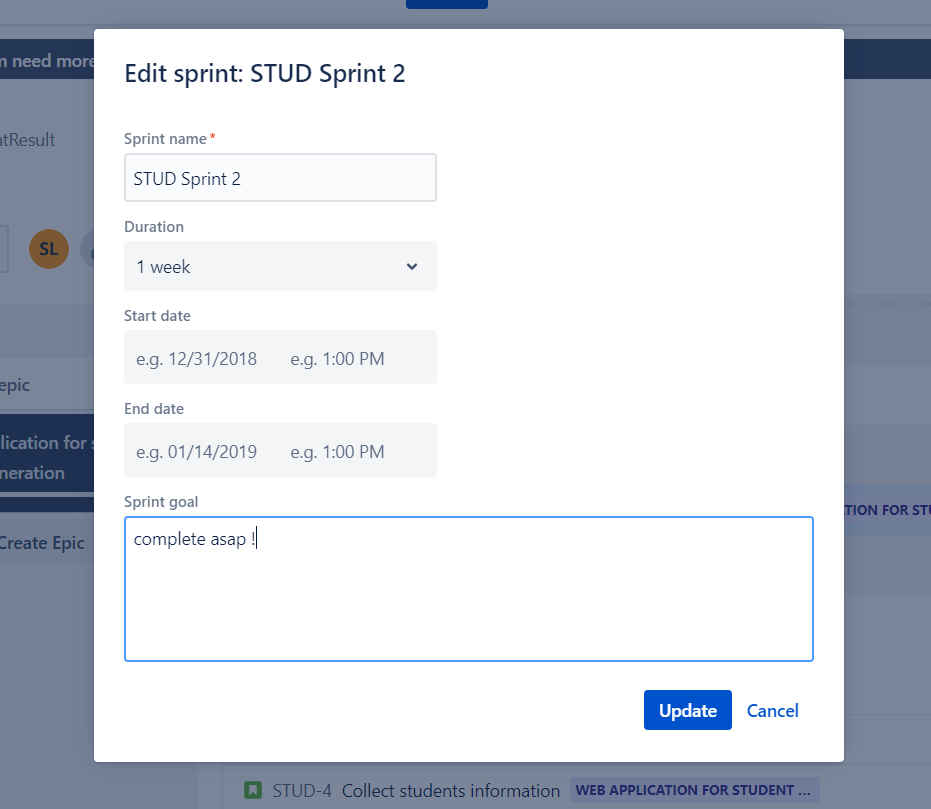 need more
Edit sprint: STUD Sprint 2
Sprint name*
STUD Sprint 2
Duration
1 week
Start date
e.g. 12/31/2018 e.g. 1:00 PM
End date
e.g. 01/14/2019 e.g. 1:00 PM
Sprint goal
complete asap !
Update Cancel
ntResult
SL
epic
lication for s
neration
Create Epic
TION FOR STU
STUD-4 Collect students information WEB APPLICATION FOR STUDENT ...